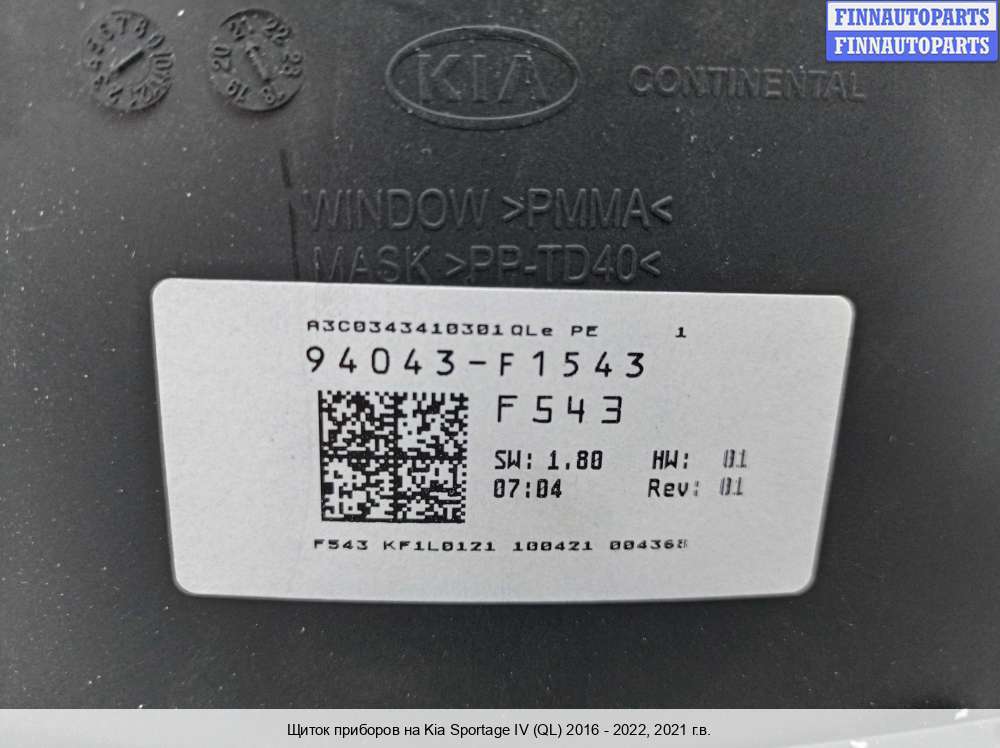 FINNAUTOPARTS
FINNAUTOPARTS
KIA
CONTINENTAL
WINDOW >PMMA<
MASK >PP-TD40<
A3C0343410301 QLe PE 1
94043-F1543
F543
SW: 1.80 HW: 01
07:04 Rev: 01
F543 KF1L0121 100421 004368
Щиток приборов на Kia Sportage IV (QL) 2016 - 2022, 2021 г.в.